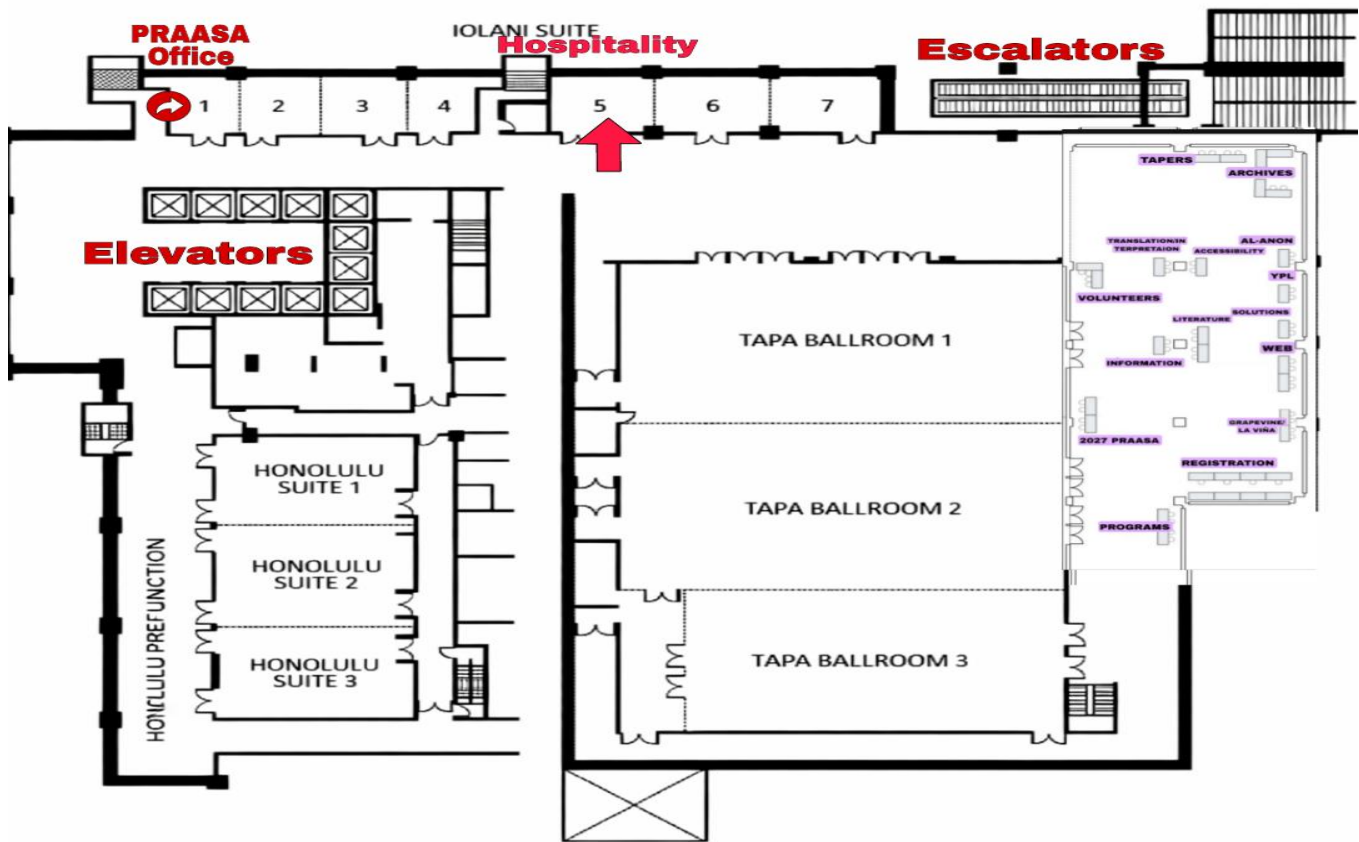 PRAASA
Office
IOLANI SUITE
Hospitality
Escalators
1
2
3
4
5
6
7
Elevators
TAPERS
ARCHIVES
TRANSLATION/IN
TERPRETAION
ACCESSIBILITY
AL-ANON
YPL
VOLUNTEERS
SOLUTIONS
LITERATURE
WEB
INFORMATION
GRAPEVINE/
LA VIÑA
2027 PRAASA
REGISTRATION
PROGRAMS
TAPA BALLROOM 1
TAPA BALLROOM 2
TAPA BALLROOM 3
HONOLULU
SUITE 1
HONOLULU
SUITE 2
HONOLULU
SUITE 3
HONOLULU PREFUNCTION